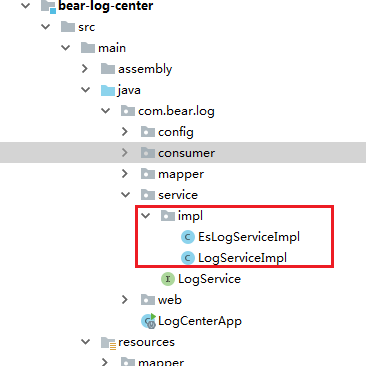 bear-log-center
src
main
assembly
java
com.bear.log
config
consumer
mapper
service
impl
EsLogServiceImpl
LogServiceImpl
LogService
web
LogCenterApp
resources
mapper